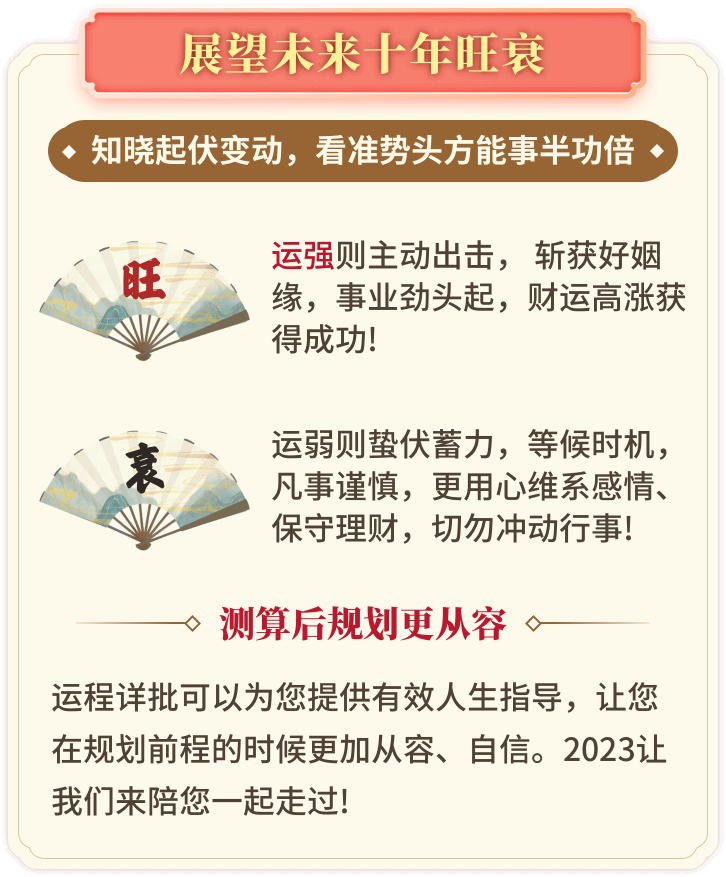 展望未来十年旺衰
知晓起伏变动，看准势头方能事半功倍
旺
运强则主动出击， 斩获好姻
缘，事业劲头起，财运高涨获
得成功!
衰
运弱则蛰伏蓄力，等候时机，
凡事谨慎，更用心维系感情、
保守理财，切勿冲动行事!
测算后规划更从容
运程详批可以为您提供有效人生指导，让您
在规划前程的时候更加从容、自信。2023让
我们来陪您一起走过!